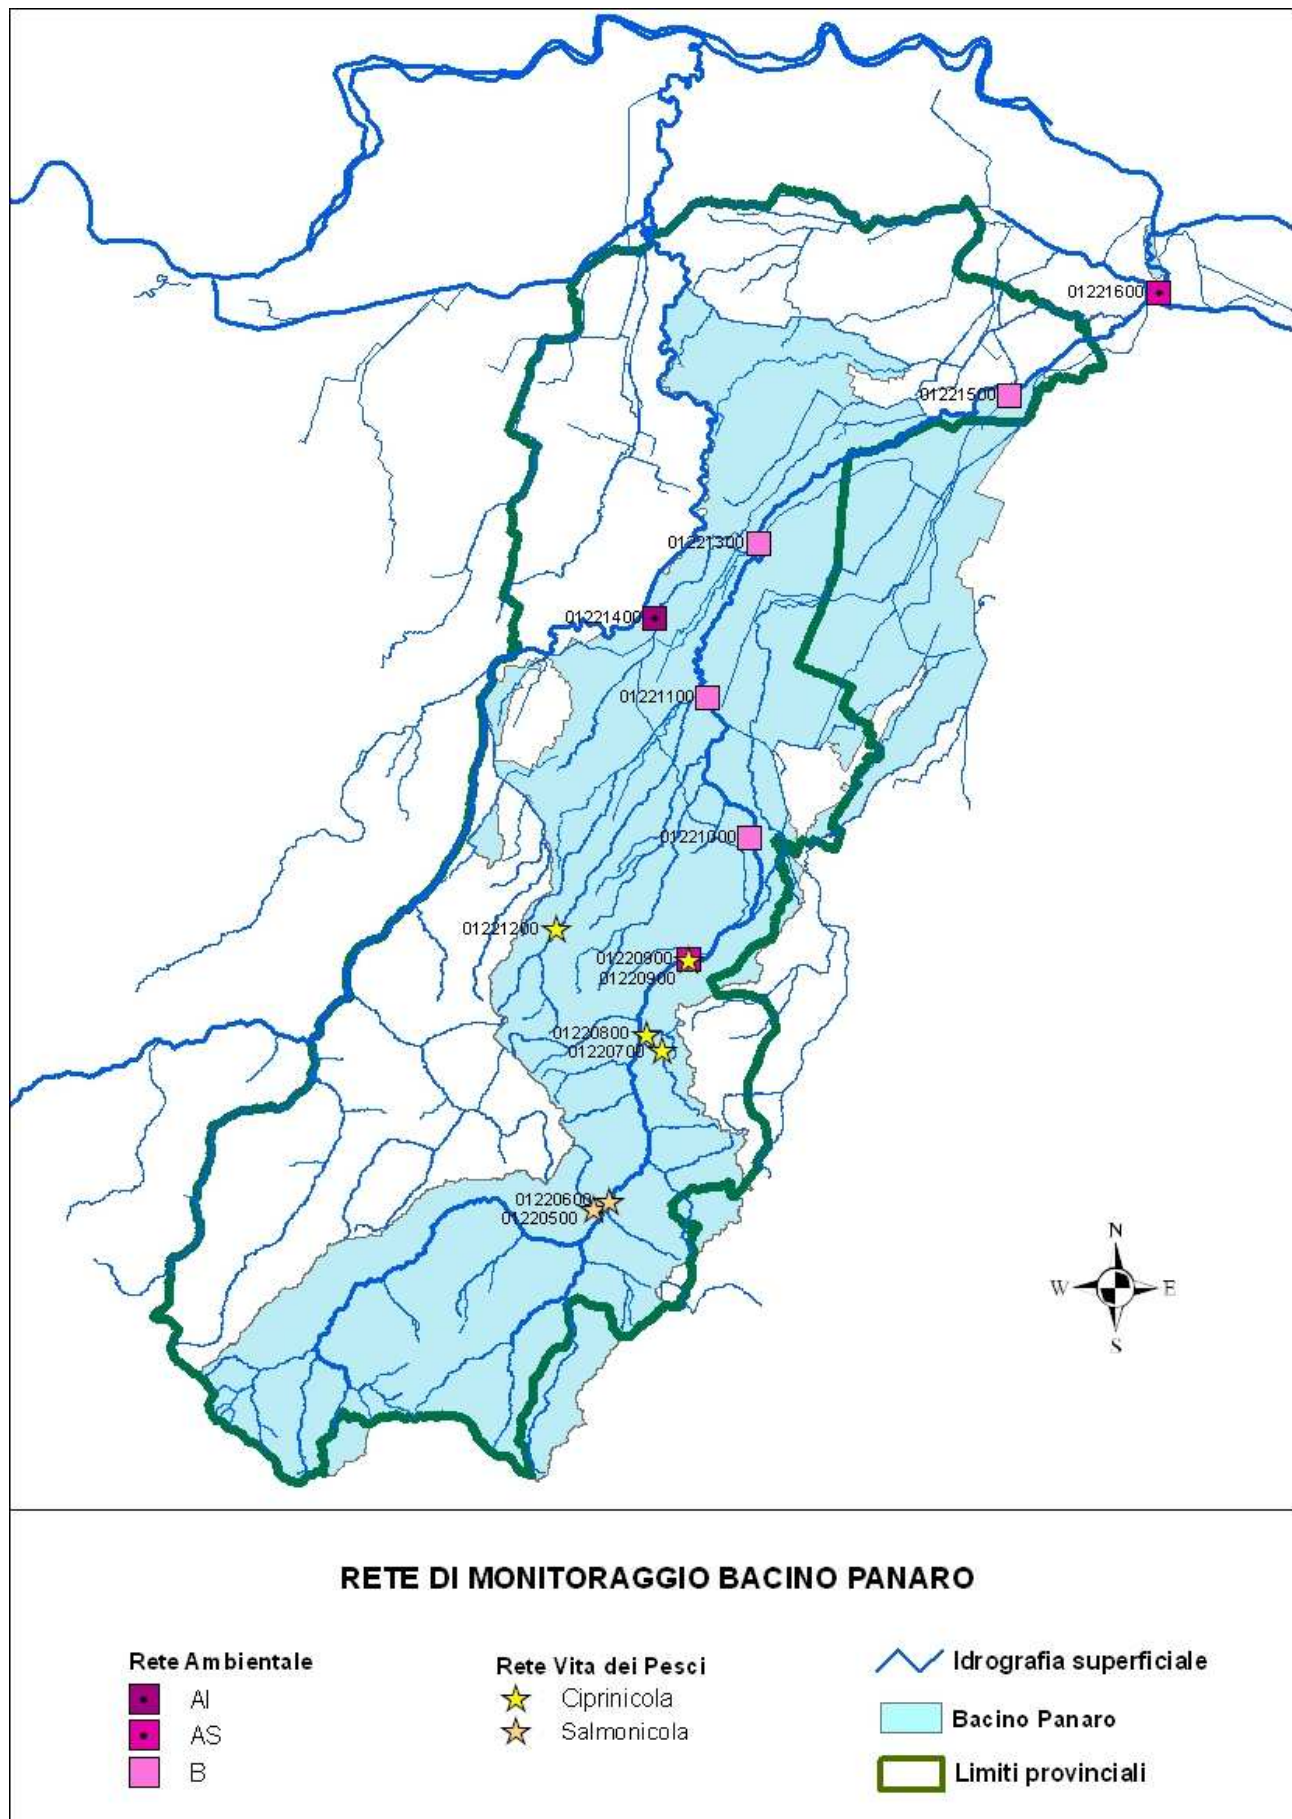 01221600
01221500
01221300
01221400
01221100
01221000
01221200
01220900
01220900
01220800
01220700
01220600
01220500
N
W E
S
RETE DI MONITORAGGIO BACINO PANARO
Rete Ambientale
AI
AS
B
Rete Vita dei Pesci
Ciprinicola
Salmonicola
Idrografia superficiale
Bacino Panaro
Limiti provinciali